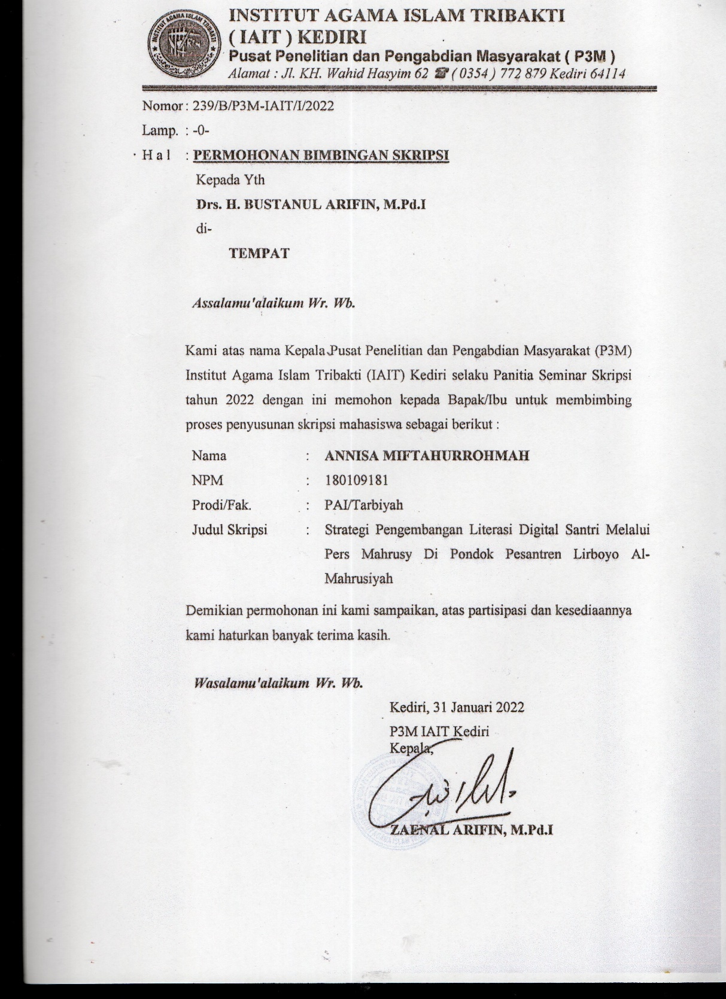 INSTITUT AGAMA ISLAM TRIBAKTI
( IAIT ) KEDIRI
Pusat Penelitian dan Pengabdian Masyarakat ( P3M )
Alamat : Jl. KH. Wahid Hasyim 62 ☎ ( 0354 ) 772 879 Kediri 64114
INSTITUT AGAMA ISLAM TRIBAKTI
Nomor : 239/B/P3M-IAIT/I/2022
Lamp. : -0-
H a l : PERMOHONAN BIMBINGAN SKRIPSI
Kepada Yth
Drs. H. BUSTANUL ARIFIN, M.Pd.I
di-
TEMPAT
Assalamu'alaikum Wr. Wb.
Kami atas nama Kepala Pusat Penelitian dan Pengabdian Masyarakat (P3M)
Institut Agama Islam Tribakti (IAIT) Kediri selaku Panitia Seminar Skripsi
tahun 2022 dengan ini memohon kepada Bapak/Ibu untuk membimbing
proses penyusunan skripsi mahasiswa sebagai berikut :
Nama : ANNISA MIFTAHURROHMAH
NPM : 180109181
Prodi/Fak. : PAI/Tarbiyah
Judul Skripsi : Strategi Pengembangan Literasi Digital Santri Melalui
Pers Mahrusy Di Pondok Pesantren Lirboyo Al-
Mahrusiyah
Demikian permohonan ini kami sampaikan, atas partisipasi dan kesediaannya
kami haturkan banyak terima kasih.
Wasalamu'alaikum Wr. Wb.
Kediri, 31 Januari 2022
P3M IAIT Kediri
Kepala,
ZAENAL ARIFIN, M.Pd.I